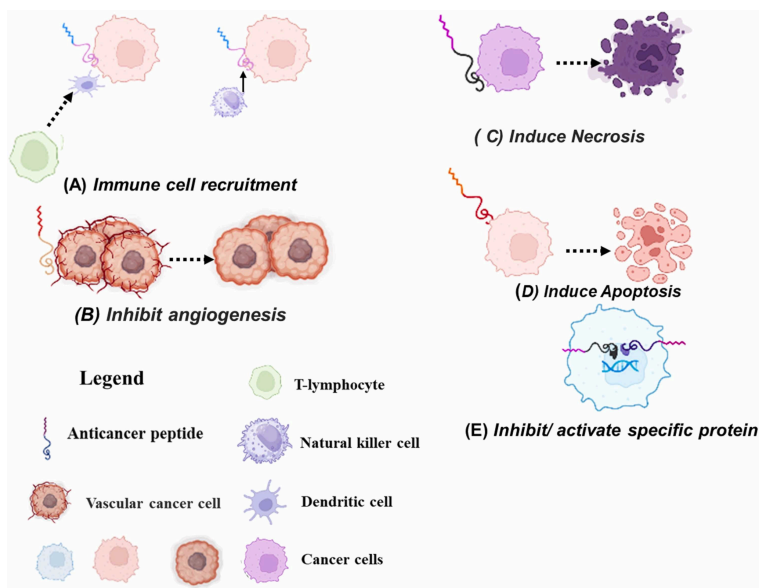 (A) Immune cell recruitment
( C) Induce Necrosis
(B) Inhibit angiogenesis
(D) Induce Apoptosis
(E) Inhibit/ activate specific protein
Legend
T-lymphocyte
Anticancer peptide
Natural killer cell
Vascular cancer cell
Dendritic cell
Cancer cells